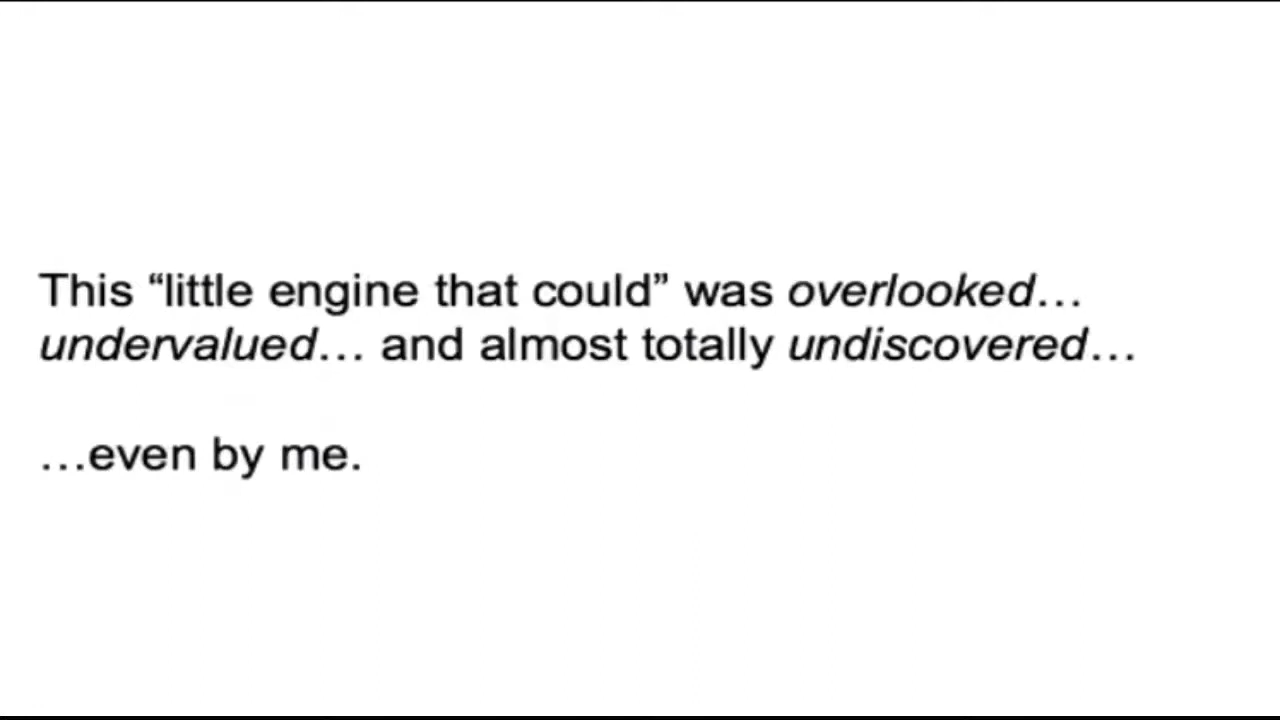 This “little engine that could” was overlooked…
undervalued… and almost totally undiscovered…
…even by me.